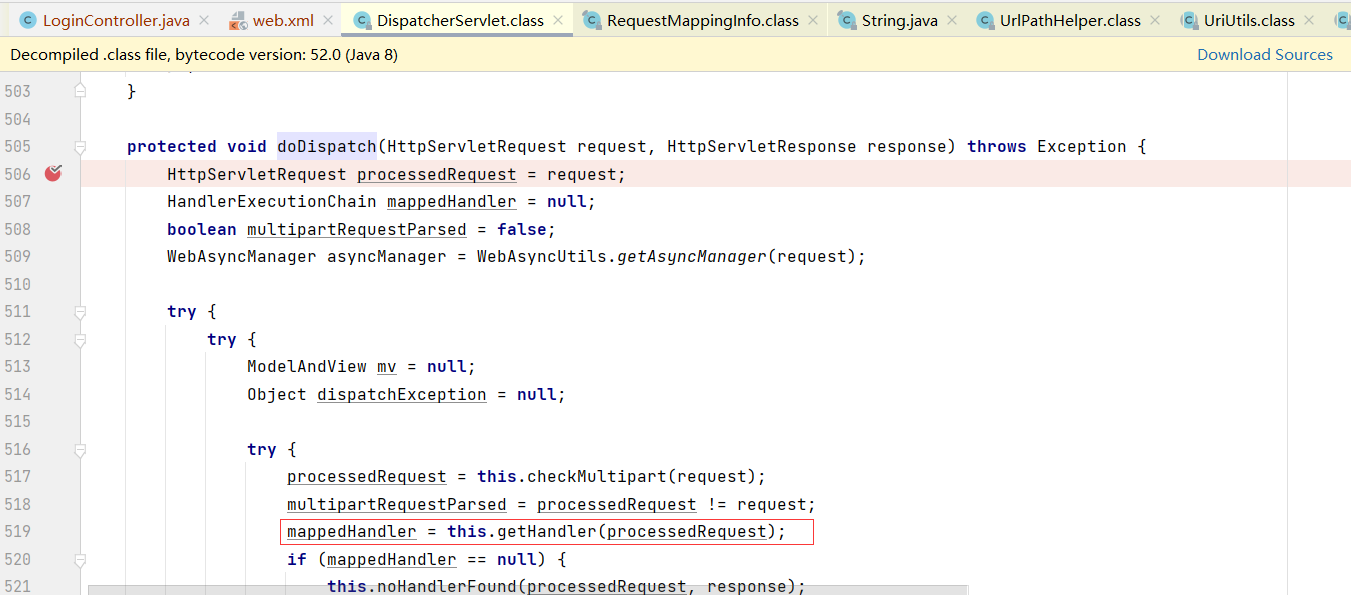 LoginController.java web.xml DispatcherServlet.class RequestMappingInfo.class String.java UrlPathHelper.class UriUtils.class
Decompiled .class file, bytecode version: 52.0 (Java 8) Download Sources
503 }
504
505 protected void doDispatch(HttpServletRequest request, HttpServletResponse response) throws Exception {
506 HttpServletRequest processedRequest = request;
507 HandlerExecutionChain mappedHandler = null;
508 boolean multipartRequestParsed = false;
509 WebAsyncManager asyncManager = WebAsyncUtils.getAsyncManager(request);
510
511 try {
512 try {
513 ModelAndView mv = null;
514 Object dispatchException = null;
515
516 try {
517 processedRequest = this.checkMultipart(request);
518 multipartRequestParsed = processedRequest != request;
519 mappedHandler = this.getHandler(processedRequest);
520 if (mappedHandler == null) {
521 this.noHandlerFound(processedRequest, response);